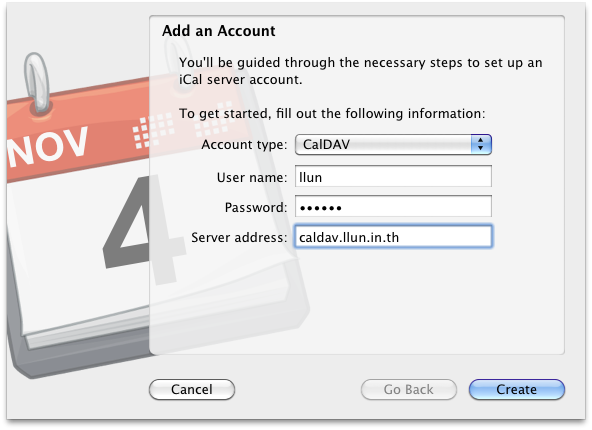 Add an Account
You'll be guided through the necessary steps to set up an
iCal server account.
To get started, fill out the following information:
Account type: CalDAV
User name: llun
Password: ••••••
Server address: caldav.llun.in.th
NOV
4
Cancel Go Back Create